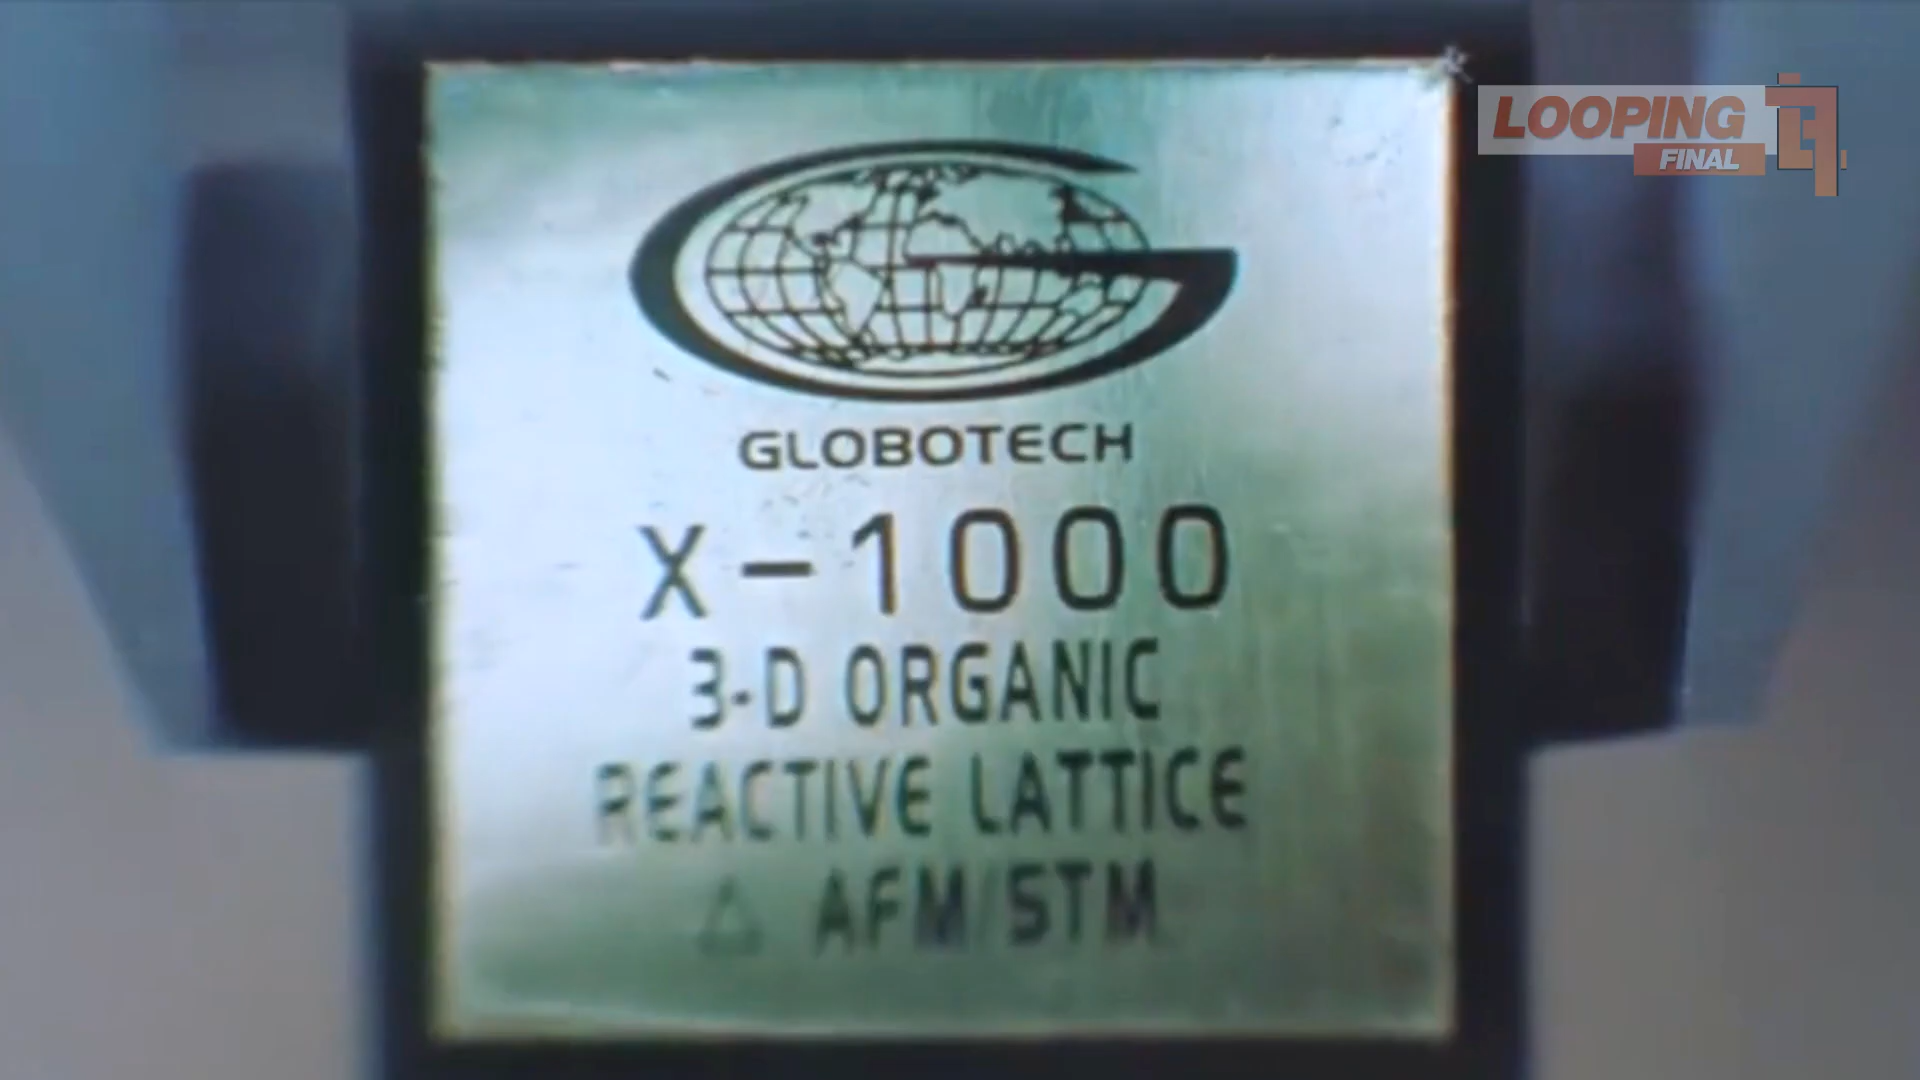 LOOPING
FINAL
GLOBOTECH
X-1000
3-D ORGANIC
REACTIVE LATTICE
△ AFM/STM